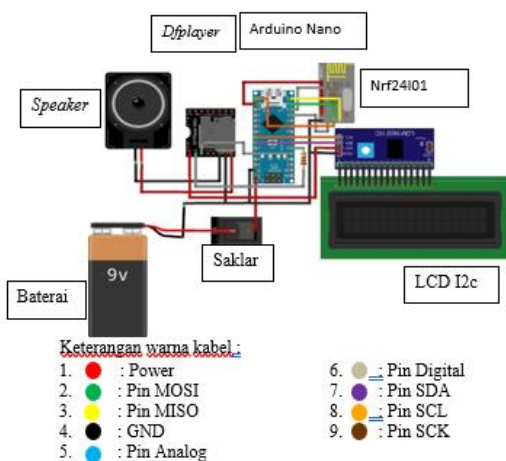 Dfplayer
Arduino Nano
Speaker
Nrf24l01
Saklar
9v
Baterai
LCD I2c
Keterangan warna kabel :
1. : Power
2. : Pin MOSI
3. : Pin MISO
4. : GND
5. : Pin Analog
6. : Pin Digital
7. : Pin SDA
8. : Pin SCL
9. : Pin SCK